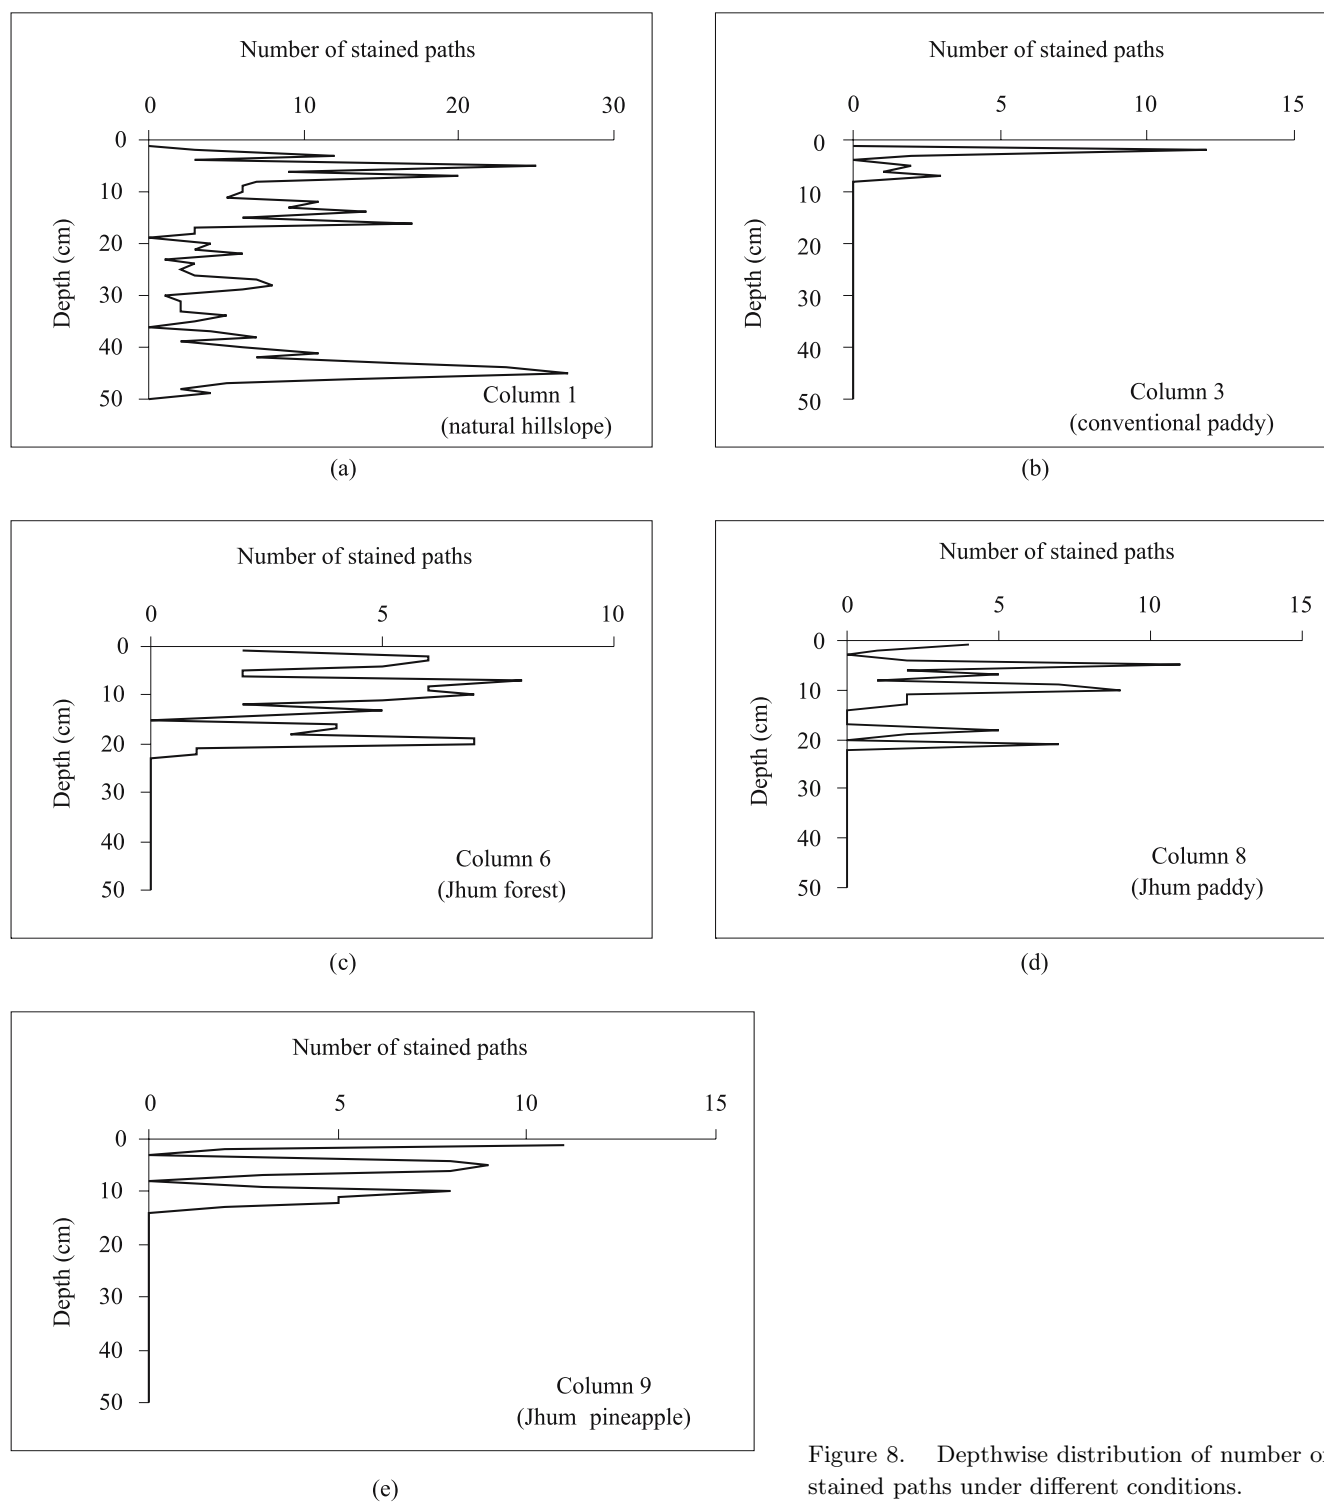 Number of stained paths
0 10 20 30
0
10
20
30
40
50
Depth (cm)
Column 1
(natural hillslope)
(a)
Number of stained paths
0 5 10 15
0
10
20
30
40
50
Depth (cm)
Column 3
(conventional paddy)
(b)
Number of stained paths
0 5 10
0
10
20
30
40
50
Depth (cm)
Column 6
(Jhum forest)
(c)
Number of stained paths
0 5 10 15
0
10
20
30
40
50
Depth (cm)
Column 8
(Jhum paddy)
(d)
Number of stained paths
0 5 10 15
0
10
20
30
40
50
Depth (cm)
Column 9
(Jhum pineapple)
(e)
Figure 8. Depthwise distribution of number of
stained paths under different conditions.